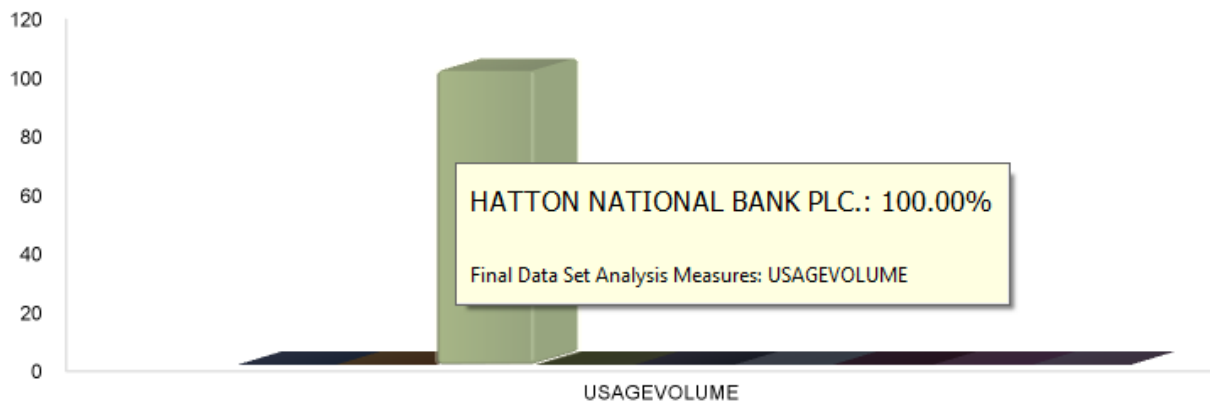 120
100
80
60
40
20
0
HATTON NATIONAL BANK PLC.: 100.00%
Final Data Set Analysis Measures: USAGEVOLUME
USAGEVOLUME